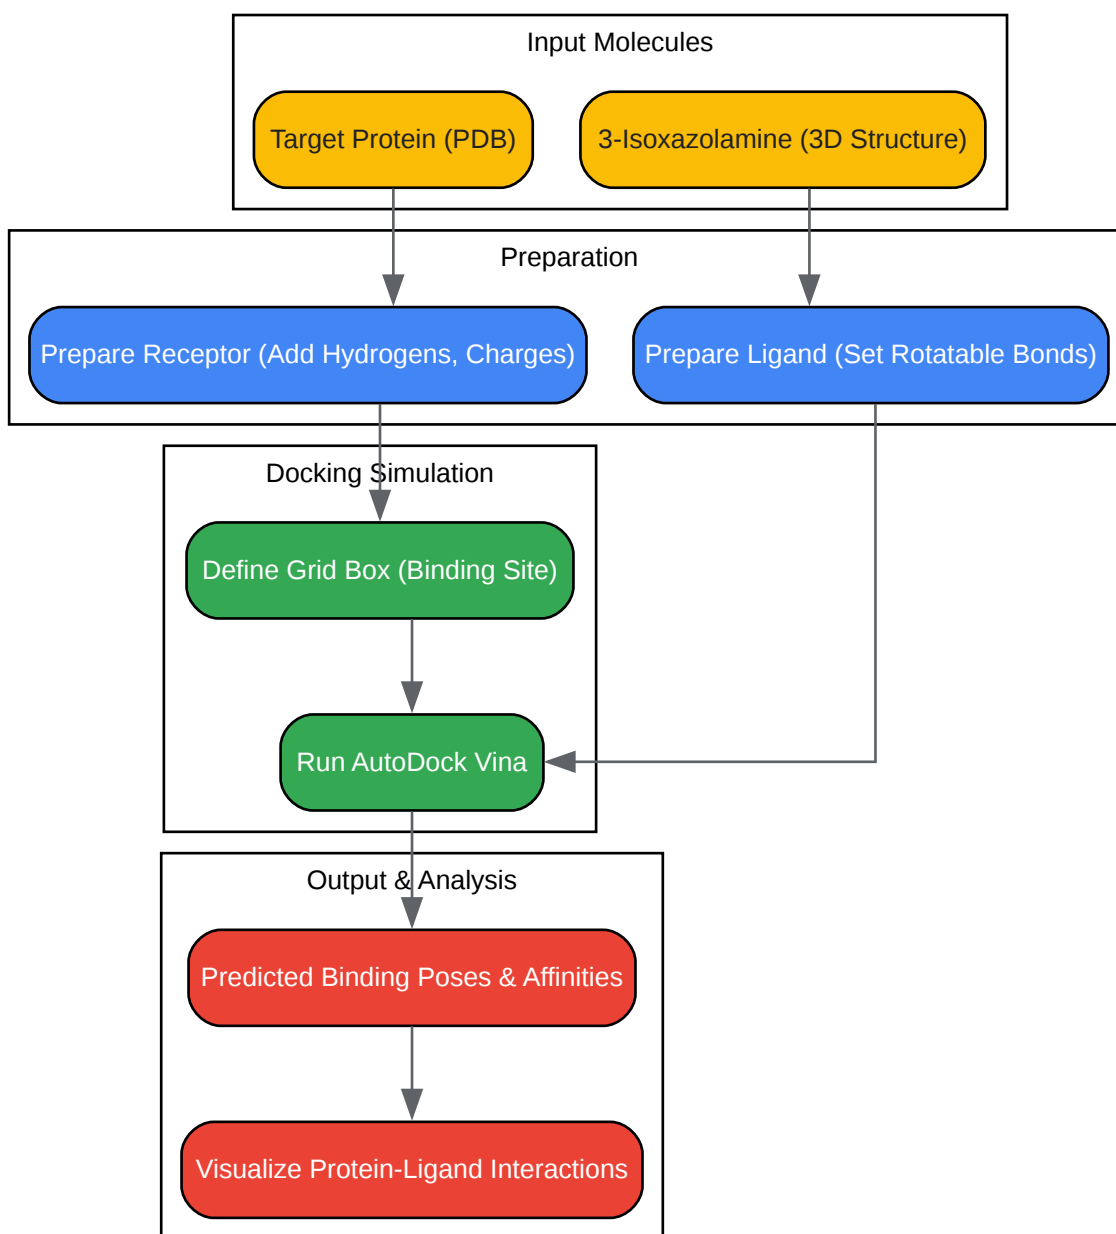 Input Molecules
Target Protein (PDB)
3-Isoxazolamine (3D Structure)
Preparation
Prepare Receptor (Add Hydrogens, Charges)
Prepare Ligand (Set Rotatable Bonds)
Docking Simulation
Define Grid Box (Binding Site)
Run AutoDock Vina
Output & Analysis
Predicted Binding Poses & Affinities
Visualize Protein-Ligand Interactions